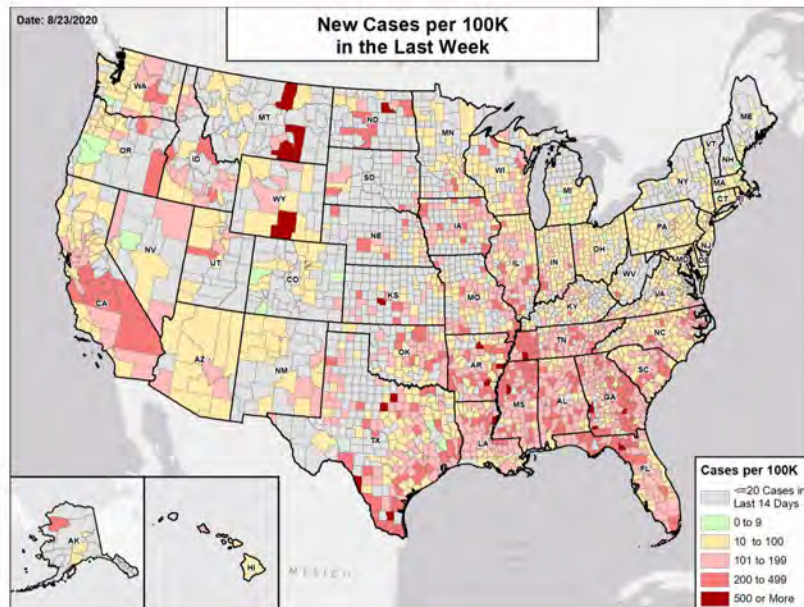 Date: 8/23/2020
New Cases per 100K
in the Last Week
WA
MT
ND
MN
ME
OR
ID
WI
VT
NH
SD
NY
MA
WY
MI
CT
RI
IA
PA
NE
NJ
NV
OH
MD
DE
UT
IL
IN
CO
WV
CA
KS
MO
VA
KY
NC
TN
AZ
OK
NM
AR
SC
MS
AL
GA
TX
LA
FL
AK
HI
MEXICO
Cases per 100K
<=20 Cases in
Last 14 Days
0 to 9
10 to 100
101 to 199
200 to 499
500 or More